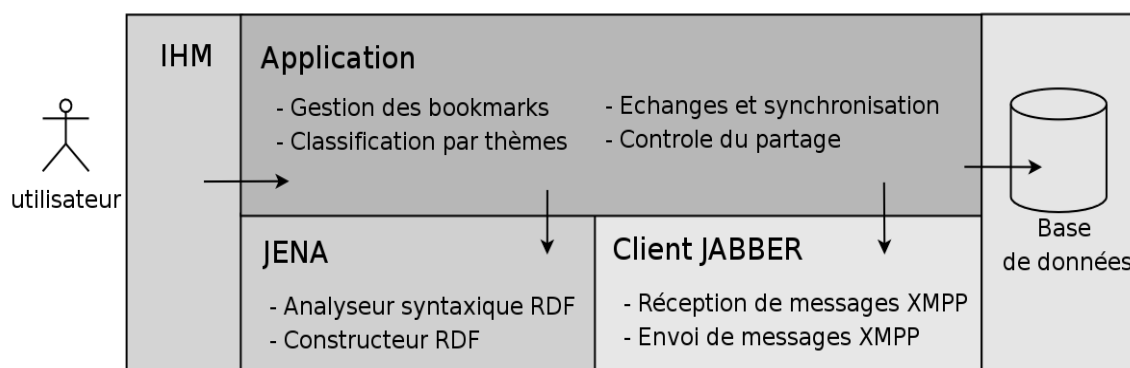 IHM
Application
- Gestion des bookmarks
- Classification par thèmes
- Echanges et synchronisation
- Controle du partage
utilisateur
JENA
- Analyseur syntaxique RDF
- Constructeur RDF
Client JABBER
- Réception de messages XMPP
- Envoi de messages XMPP
Base
de données